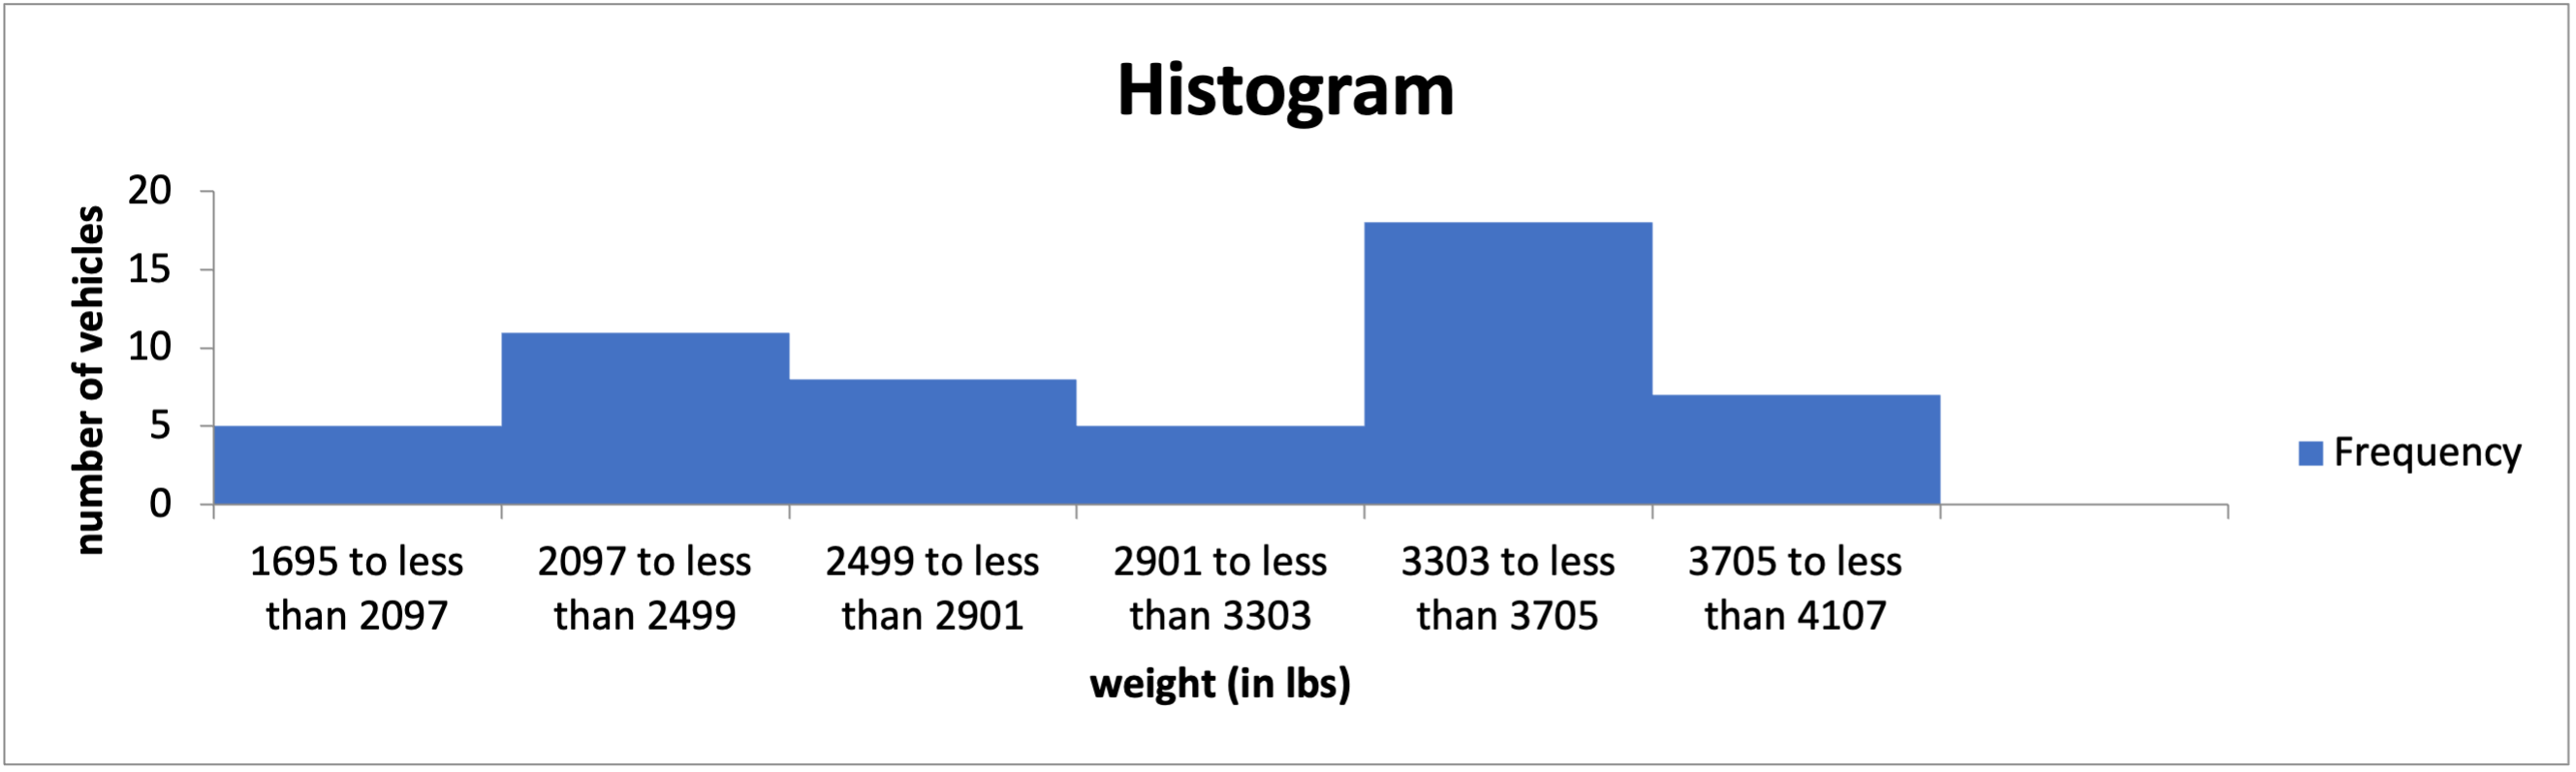 Histogram
number of vehicles
20
15
10
5
0
1695 to less
than 2097
2097 to less
than 2499
2499 to less
than 2901
2901 to less
than 3303
3303 to less
than 3705
3705 to less
than 4107
weight (in lbs)
Frequency